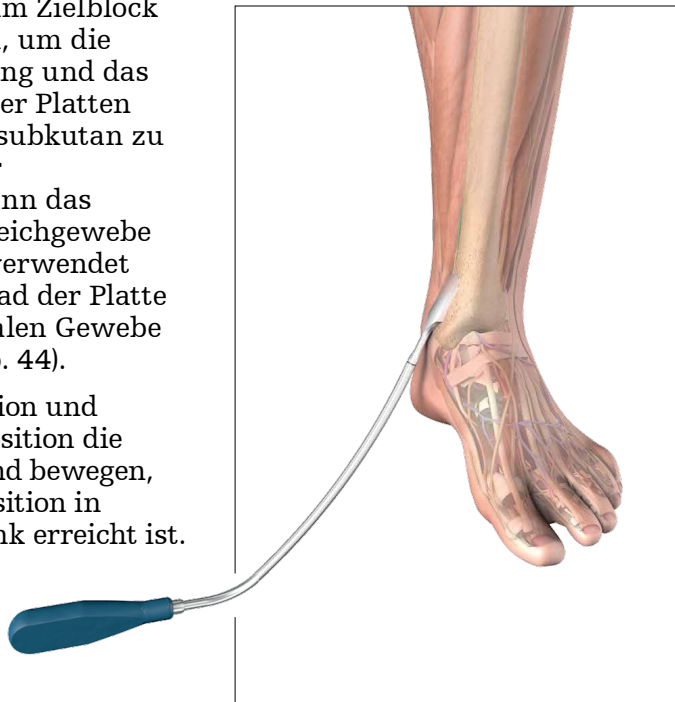 m Zielblock
, um die
ng und das
er Platten
subkutan zu
nn das
eichgewebe
verwendet
ad der Platte
len Gewebe
. 44).
ion und
sition die
nd bewegen,
sition in
nk erreicht ist.